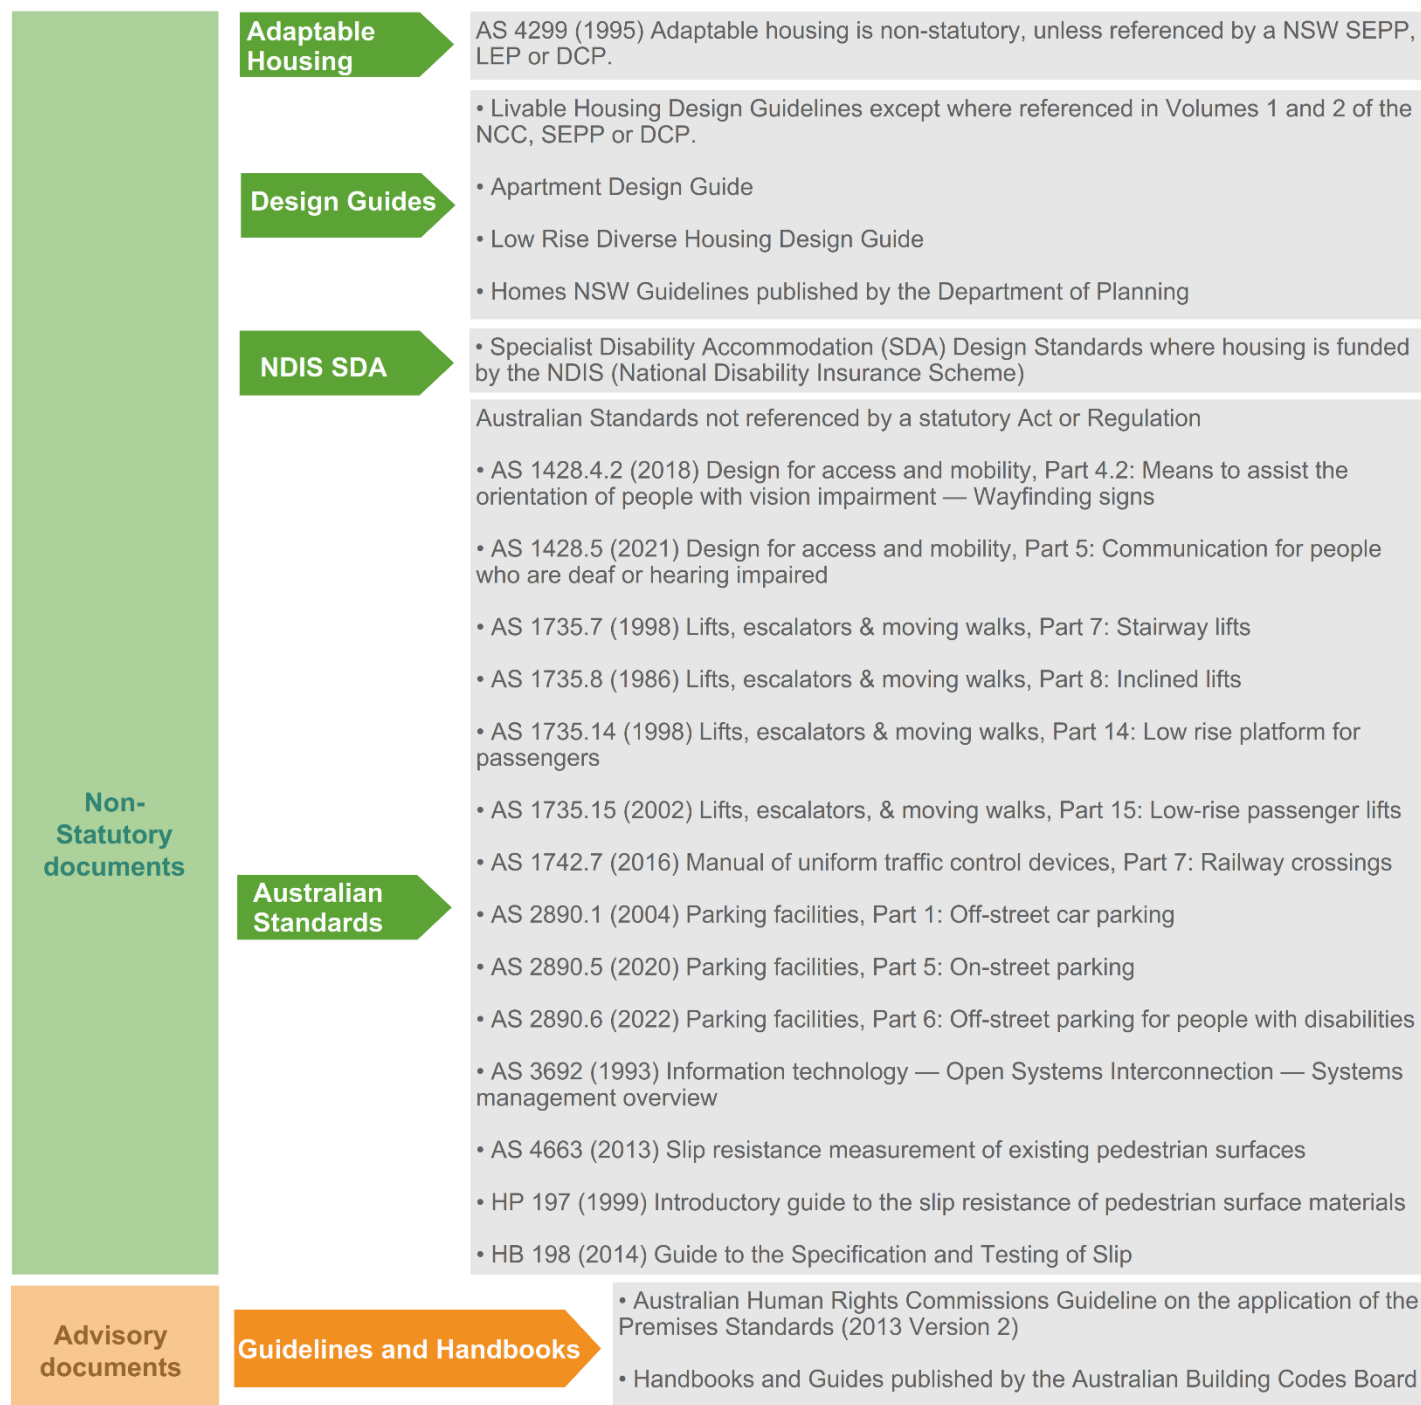 Adaptable
Housing
AS 4299 (1995) Adaptable housing is non-statutory, unless referenced by a NSW SEPP,
LEP or DCP.
Design Guides
• Livable Housing Design Guidelines except where referenced in Volumes 1 and 2 of the
NCC, SEPP or DCP.
• Apartment Design Guide
• Low Rise Diverse Housing Design Guide
• Homes NSW Guidelines published by the Department of Planning
NDIS SDA
• Specialist Disability Accommodation (SDA) Design Standards where housing is funded
by the NDIS (National Disability Insurance Scheme)
Non-
Statutory
documents
Australian
Standards
Australian Standards not referenced by a statutory Act or Regulation
• AS 1428.4.2 (2018) Design for access and mobility, Part 4.2: Means to assist the
orientation of people with vision impairment — Wayfinding signs
• AS 1428.5 (2021) Design for access and mobility, Part 5: Communication for people
who are deaf or hearing impaired
• AS 1735.7 (1998) Lifts, escalators & moving walks, Part 7: Stairway lifts
• AS 1735.8 (1986) Lifts, escalators & moving walks, Part 8: Inclined lifts
• AS 1735.14 (1998) Lifts, escalators & moving walks, Part 14: Low rise platform for
passengers
• AS 1735.15 (2002) Lifts, escalators, & moving walks, Part 15: Low-rise passenger lifts
• AS 1742.7 (2016) Manual of uniform traffic control devices, Part 7: Railway crossings
• AS 2890.1 (2004) Parking facilities, Part 1: Off-street car parking
• AS 2890.5 (2020) Parking facilities, Part 5: On-street parking
• AS 2890.6 (2022) Parking facilities, Part 6: Off-street parking for people with disabilities
• AS 3692 (1993) Information technology — Open Systems Interconnection — Systems
management overview
• AS 4663 (2013) Slip resistance measurement of existing pedestrian surfaces
• HP 197 (1999) Introductory guide to the slip resistance of pedestrian surface materials
• HB 198 (2014) Guide to the Specification and Testing of Slip
Advisory
documents
Guidelines and Handbooks
• Australian Human Rights Commissions Guideline on the application of the
Premises Standards (2013 Version 2)
• Handbooks and Guides published by the Australian Building Codes Board